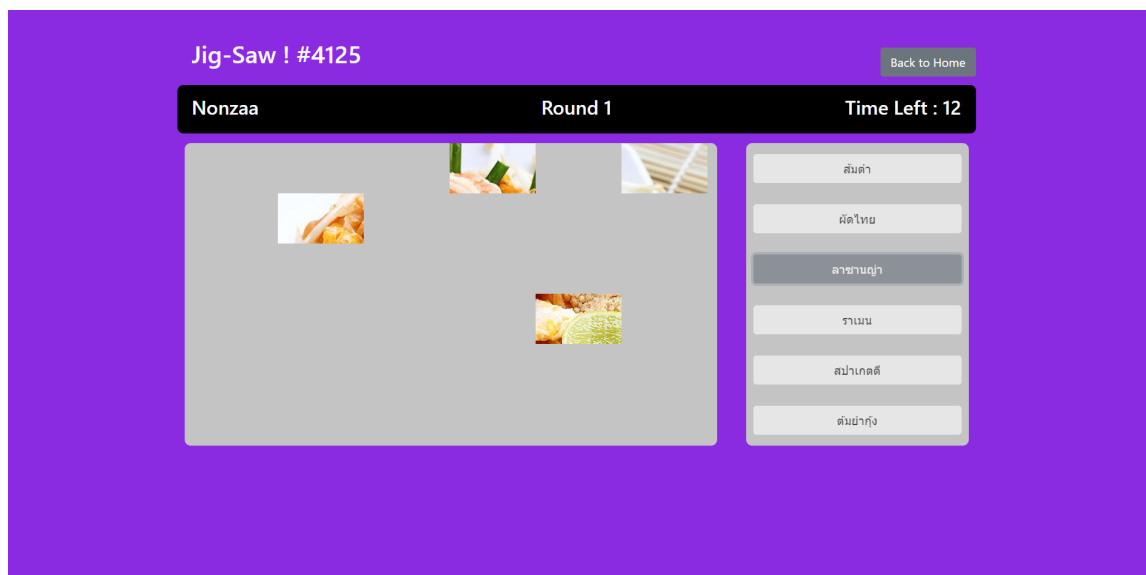 Jig-Saw ! #4125
Back to Home
Nonzaa
Round 1
Time Left : 12
ส้มตำ
ผัดไทย
ลาซานญ่า
ราเมน
สปาเกตตี
ต้มยำกุ้ง